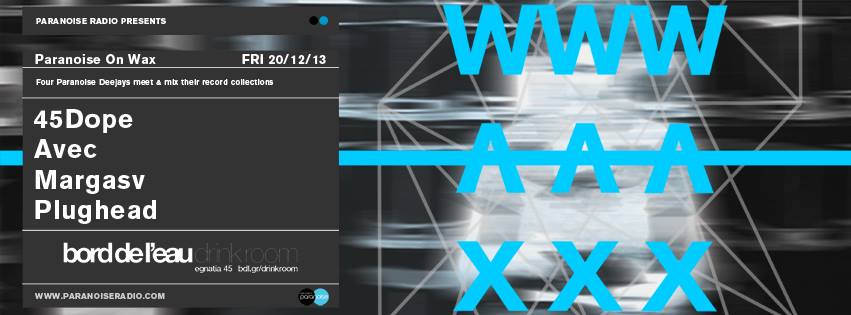 PARANOISE RADIO PRESENTS
Paranoise On Wax FRI 20/12/13
Four Paranoise Deejays meet & mix their record collections
45Dope
Avec
Margasv
Plughead
bord de l'eau drink room
egnatia 45 bdl.gr/drinkroom
WWW.PARANOISERADIO.COM
paranoise
WWW
AAA
XXX